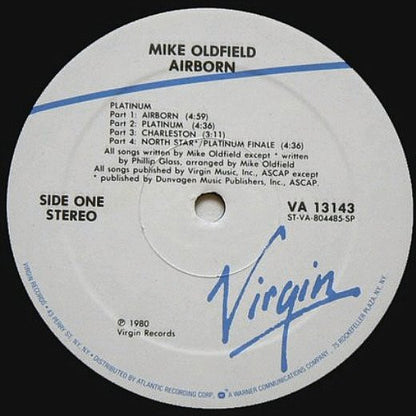 MIKE OLDFIELD
AIRBORN
PLATINUM
Part 1: AIRBORN (4:59)
Part 2: PLATINUM (4:36)
Part 3: CHARLESTON (3:11)
Part 4: NORTH STAR*/PLATINUM FINALE (4:36)
All songs written by Mike Oldfield except * written
by Phillip Glass, arranged by Mike Oldfield
All songs published by Virgin Music, Inc., ASCAP except
* published by Dunvagen Music Publishers, Inc., ASCAP.
SIDE ONE
STEREO
VA 13143
ST-VA-804485-SP
Virgin
℗ 1980
Virgin Records
VIRGIN RECORDS • 43 PERRY ST. NY, NY • DISTRIBUTED BY ATLANTIC RECORDING CORP. W A WARNER COMMUNICATIONS COMPANY • 75 ROCKEFELLER PLAZA, NY, NY.